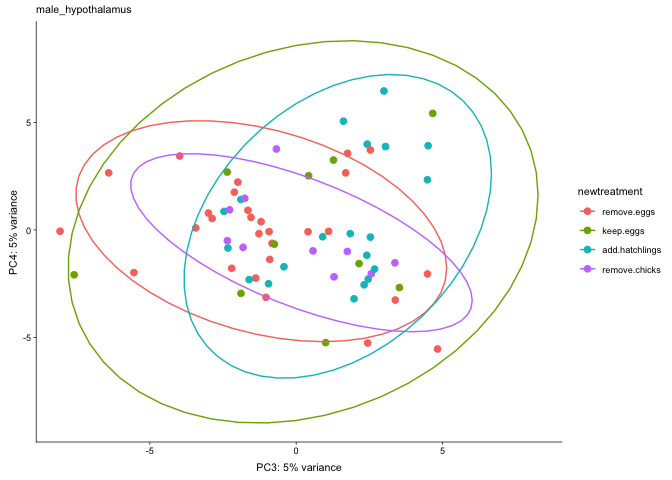 male_hypothalamus
5
0
-5
PC4: 5% variance
-5
0
5
PC3: 5% variance
newtreatment
remove.eggs
keep.eggs
add.hatchlings
remove.chicks